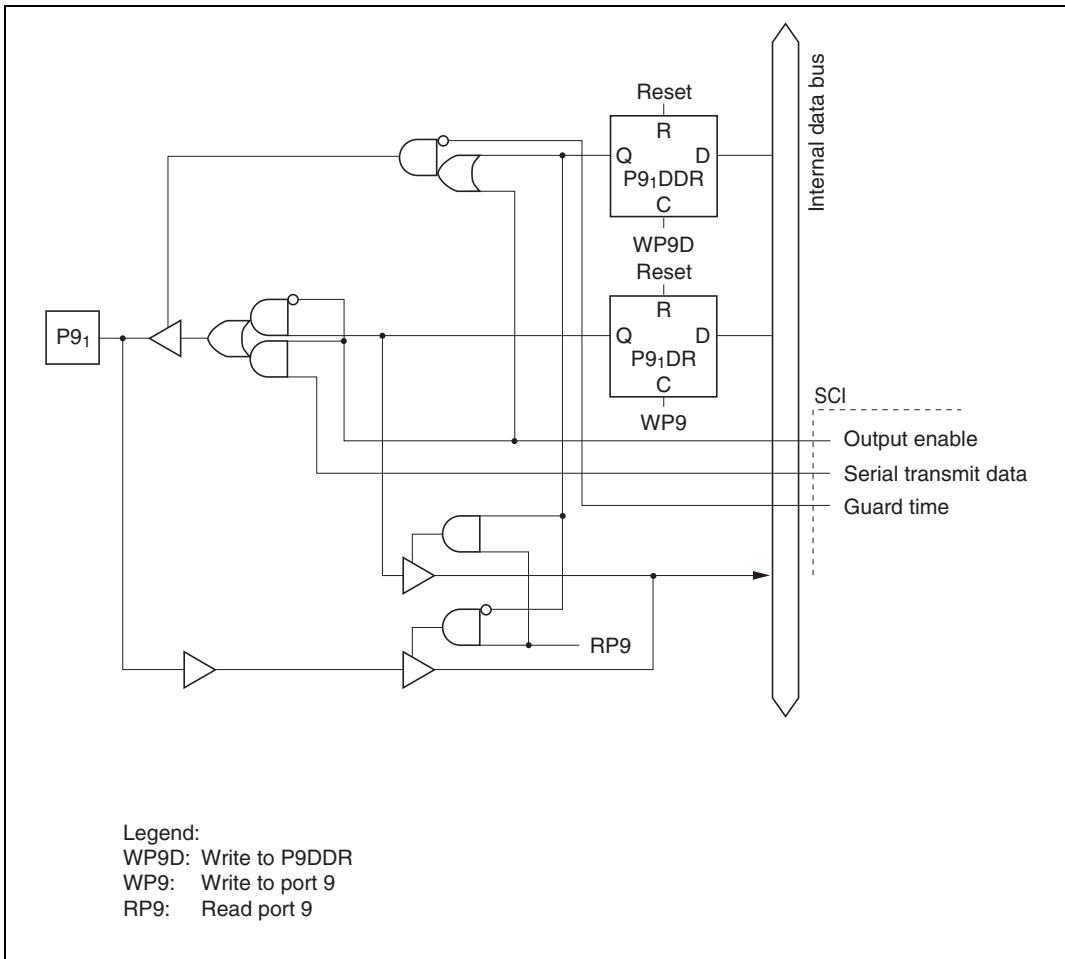 Reset
R
Q D
P9₁DDR
C
WP9D
Reset
R
Q D
P9₁DR
C
WP9
P9₁
Internal data bus
SCI
Output enable
Serial transmit data
Guard time
RP9
Legend:
WP9D: Write to P9DDR
WP9: Write to port 9
RP9: Read port 9